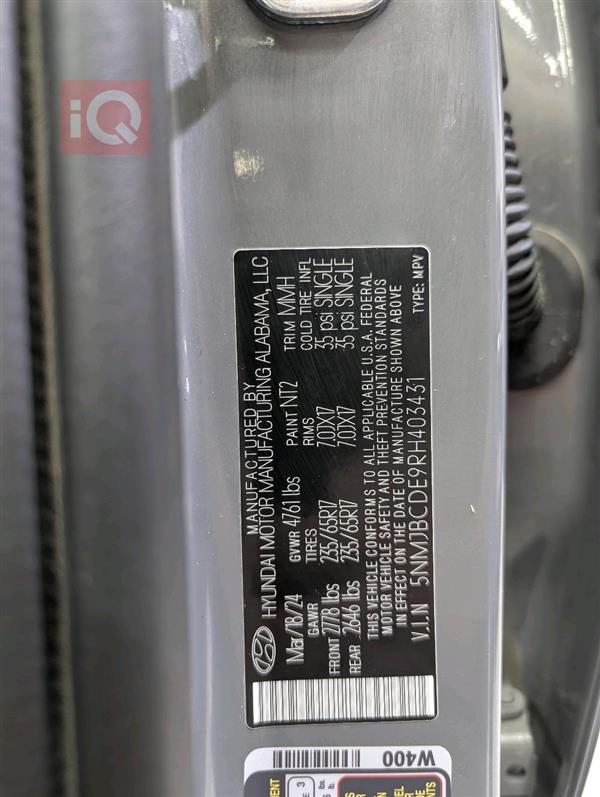 iQ
MANUFACTURED BY
HYUNDAI MOTOR MANUFACTURING ALABAMA, LLC
Mar/18/24 GVWR 4761 lbs PAINT NT2 TRIM MMH
GAWR TIRES RIMS COLD TIRE INFL
FRONT 2778 lbs 235/65R17 7.0JX17 35 psi SINGLE
REAR 2646 lbs 235/65R17 7.0JX17 35 psi SINGLE
THIS VEHICLE CONFORMS TO ALL APPLICABLE U.S.A. FEDERAL
MOTOR VEHICLE SAFETY AND THEFT PREVENTION STANDARDS
IN EFFECT ON THE DATE OF MANUFACTURE SHOWN ABOVE
V.I.N 5NMJBCDE9RH403431 TYPE: MPV
W400